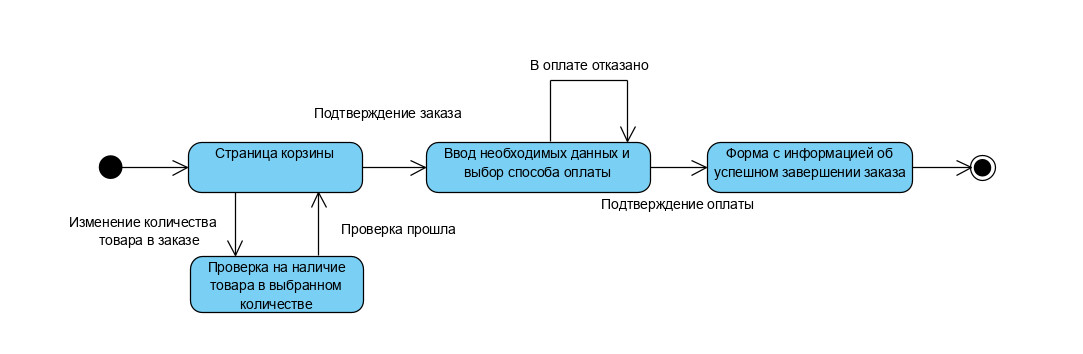 В оплате отказано
Подтверждение заказа
Страница корзины
Ввод необходимых данных и
выбор способа оплаты
Форма с информацией об
успешном завершении заказа
Подтверждение оплаты
Изменение количества
товара в заказе
Проверка прошла
Проверка на наличие
товара в выбранном
количестве